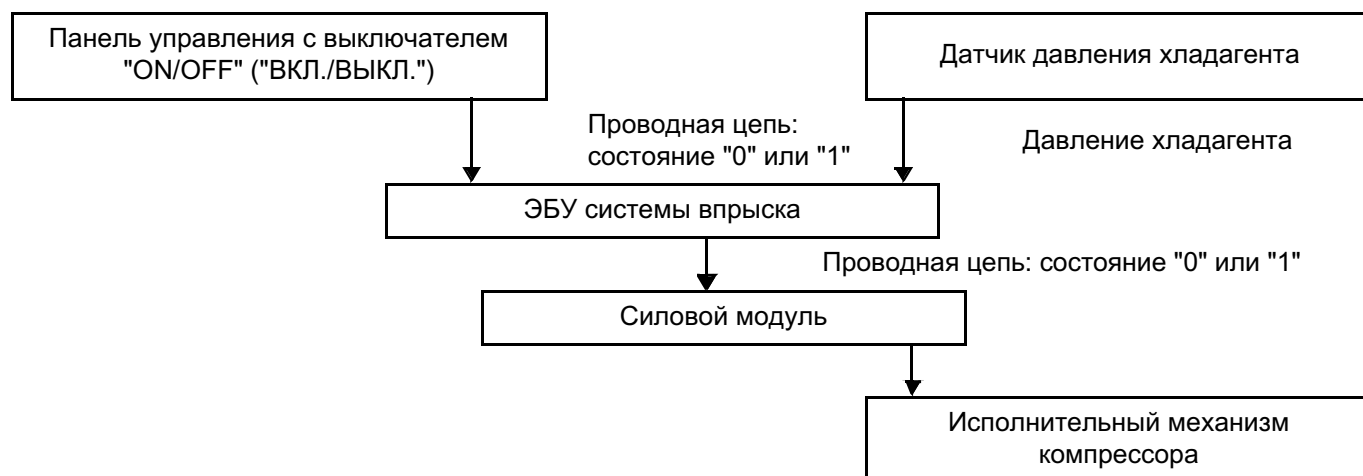 Панель управления с выключателем
"ON/OFF" ("ВКЛ./ВЫКЛ.")
Датчик давления хладагента
Проводная цепь:
состояние "0" или "1"
Давление хладагента
ЭБУ системы впрыска
Проводная цепь: состояние "0" или "1"
Силовой модуль
Исполнительный механизм
компрессора